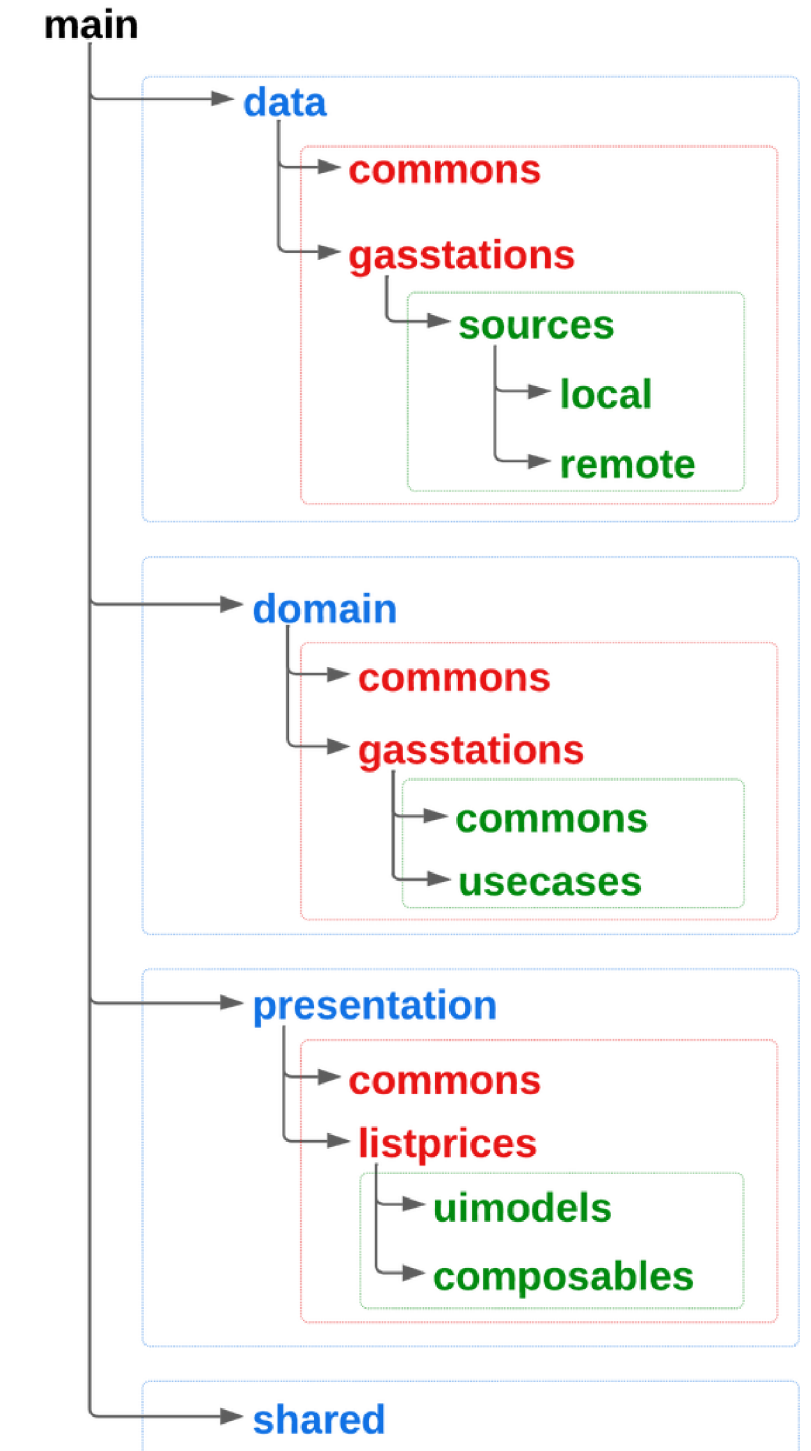 main
data
commons
gasstations
sources
local
remote
domain
commons
gasstations
commons
usecases
presentation
commons
listprices
uimodels
composables
shared